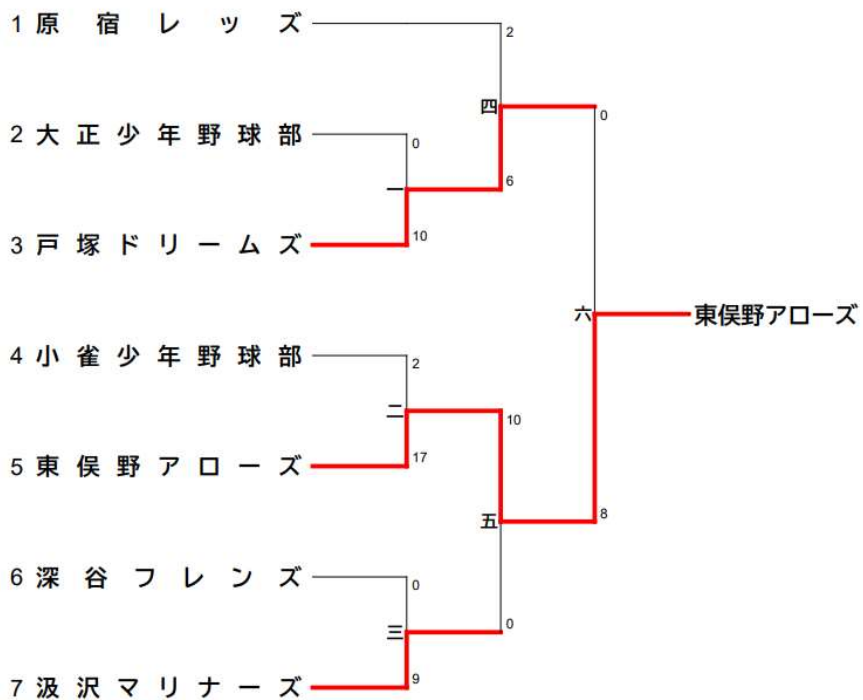 1 原宿レッズ
2
四
0
2 大正少年野球部
0
一
6
3 戸塚ドリームズ
10
六
東俣野アローズ
4 小雀少年野球部
2
二
10
5 東俣野アローズ
17
五
8
6 深谷フレンズ
0
三
0
7 汲沢マリナーズ
9